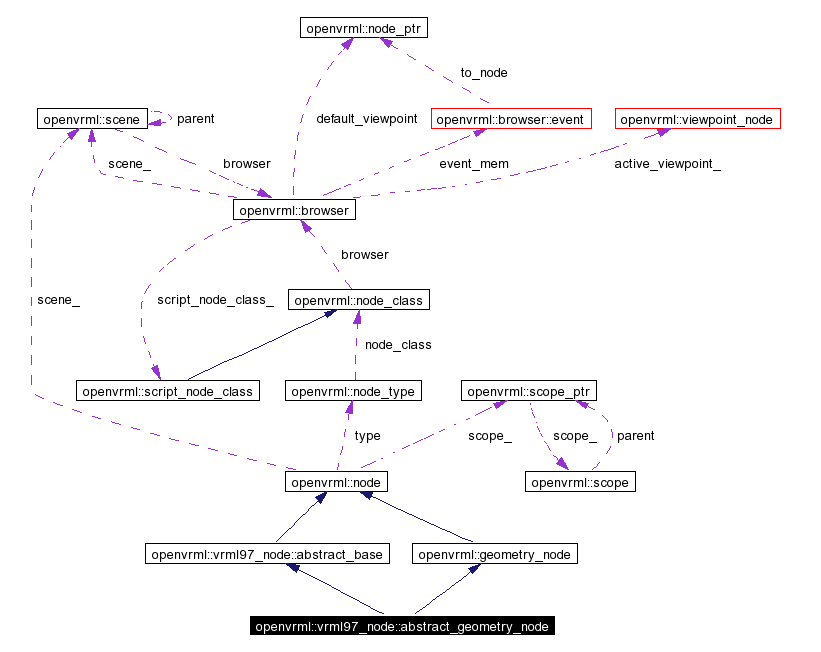 openvrml::node_ptr
to_node
openvrml::scene
parent
default_viewpoint
openvrml::browser::event
openvrml::viewpoint_node
scene_
browser
event_mem
active_viewpoint_
openvrml::browser
browser
scene_
script_node_class_
openvrml::node_class
node_class
openvrml::script_node_class
openvrml::node_type
openvrml::scope_ptr
type
scope_
scope_
parent
openvrml::node
openvrml::scope
openvrml::vrml97_node::abstract_base
openvrml::geometry_node
openvrml::vrml97_node::abstract_geometry_node